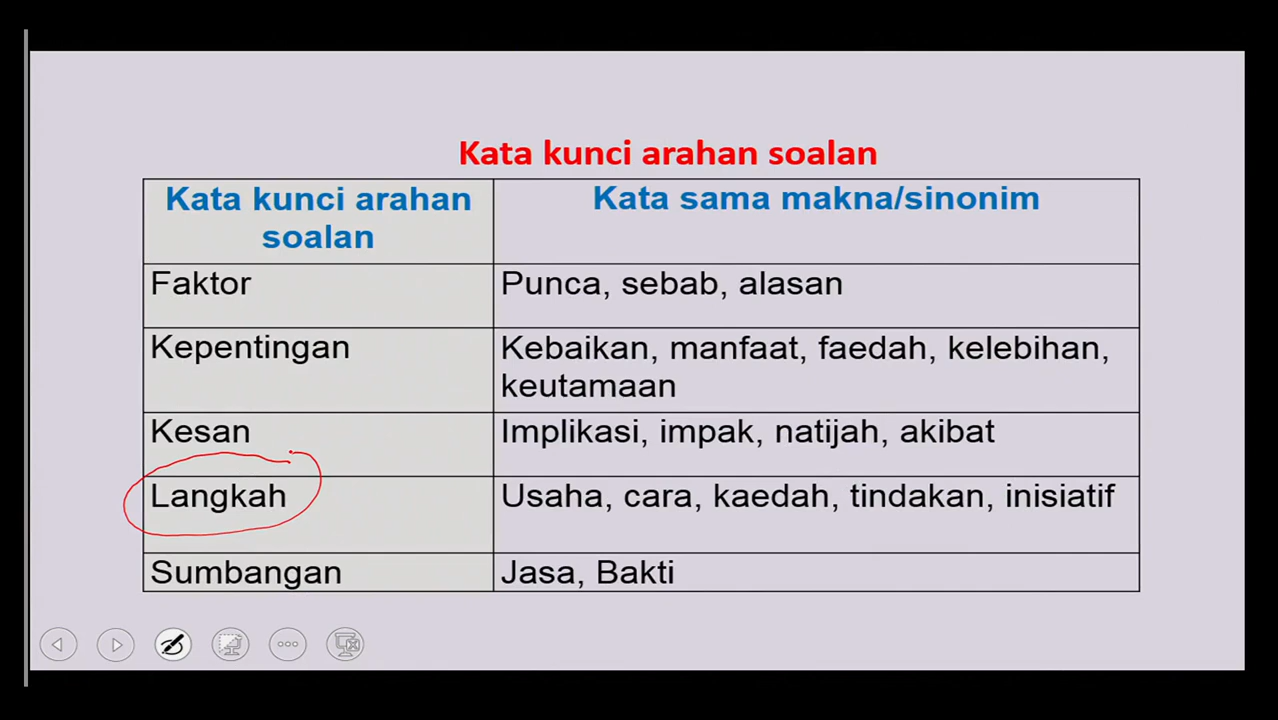 Kata kunci arahan soalan
Kata kunci arahan
soalan
Kata sama makna/sinonim
Faktor
Punca, sebab, alasan
Kepentingan
Kebaikan, manfaat, faedah, kelebihan,
keutamaan
Kesan
Implikasi, impak, natijah, akibat
Langkah
Usaha, cara, kaedah, tindakan, inisiatif
Sumbangan
Jasa, Bakti